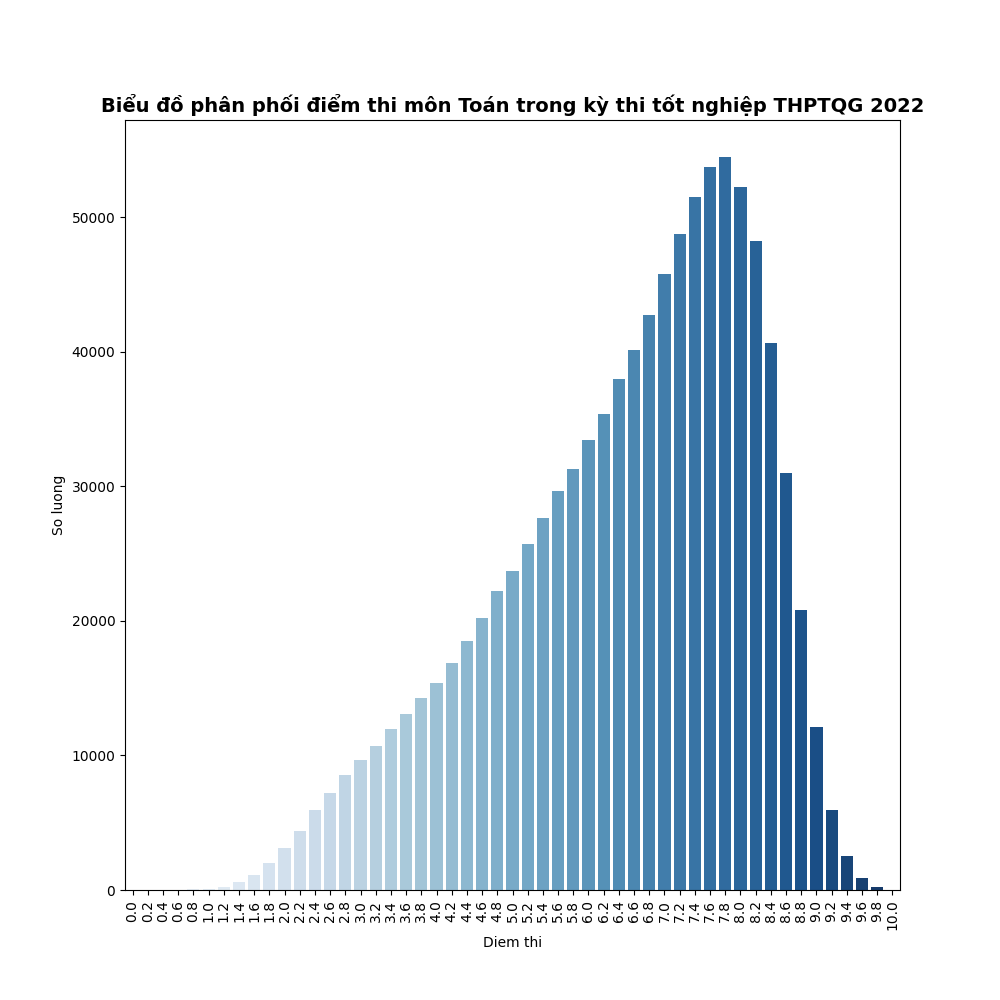 Biểu đồ phân phối điểm thi môn Toán trong kỳ thi tốt nghiệp THPTQG 2022
50000
40000
30000
20000
10000
0
So luong
0.0 0.2 0.4 0.6 0.8 1.0 1.2 1.4 1.6 1.8 2.0 2.2 2.4 2.6 2.8 3.0 3.2 3.4 3.6 3.8 4.0 4.2 4.4 4.6 4.8 5.0 5.2 5.4 5.6 5.8 6.0 6.2 6.4 6.6 6.8 7.0 7.2 7.4 7.6 7.8 8.0 8.2 8.4 8.6 8.8 9.0 9.2 9.4 9.6 9.8 10.0
Diem thi